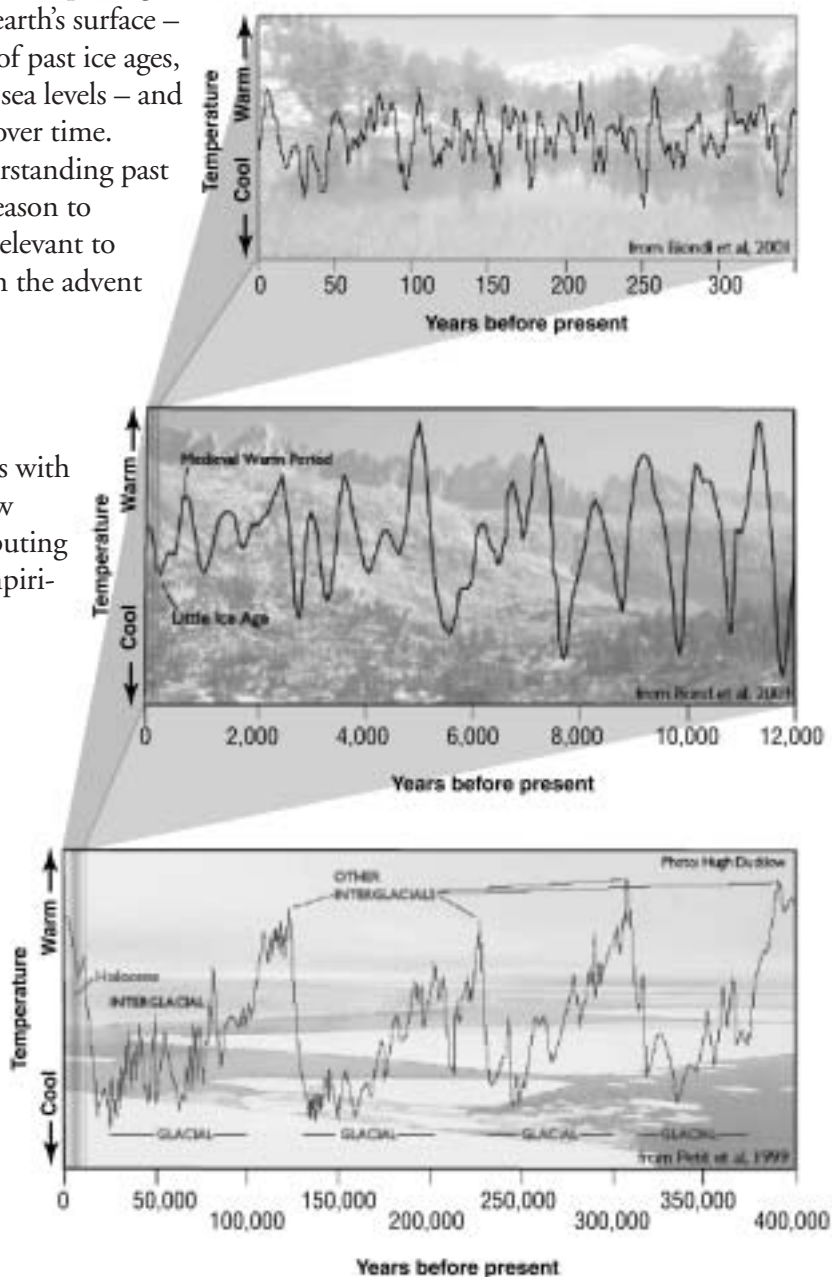 earth's surface –
of past ice ages,
sea levels – and
over time.
rstanding past
eason to
elevant to
n the advent
s with
w
outing
npiri-
Temperature
Cool Warm
from Biondi et al, 2001
0 50 100 150 200 300
Years before present
Temperature
Cool Warm
Medieval Warm Period
Little Ice Age
from Bond et al, 2001
0 2,000 4,000 6,000 8,000 10,000 12,000
Years before present
Temperature
Cool Warm
Photo: Hugh Dudlow
OTHER
INTERGLACIALS
Holocene
INTERGLACIAL
GLACIAL GLACIAL GLACIAL GLACIAL
from Petit et al, 1999
0 50,000 150,000 250,000 350,000
100,000 200,000 300,000 400,000
Years before present